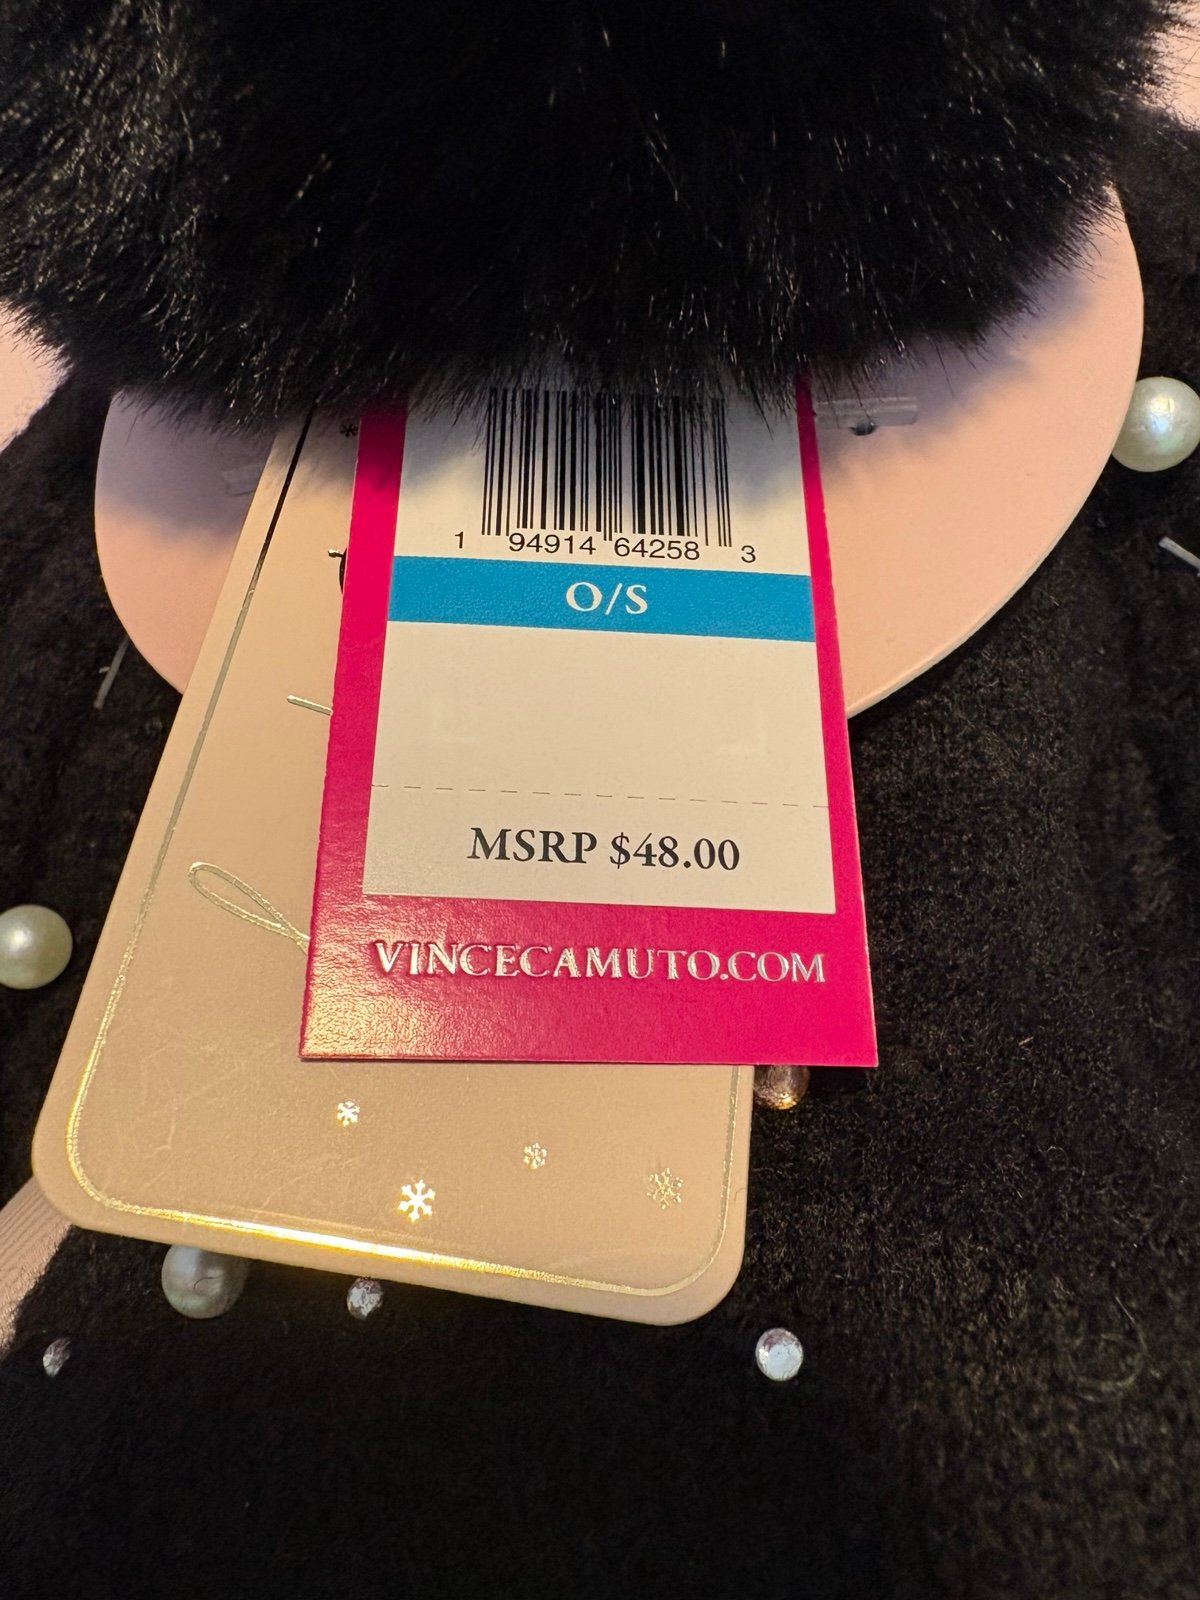 1 94914 64258 3
O/S
MSRP $48.00
VINCECAMUTO.COM